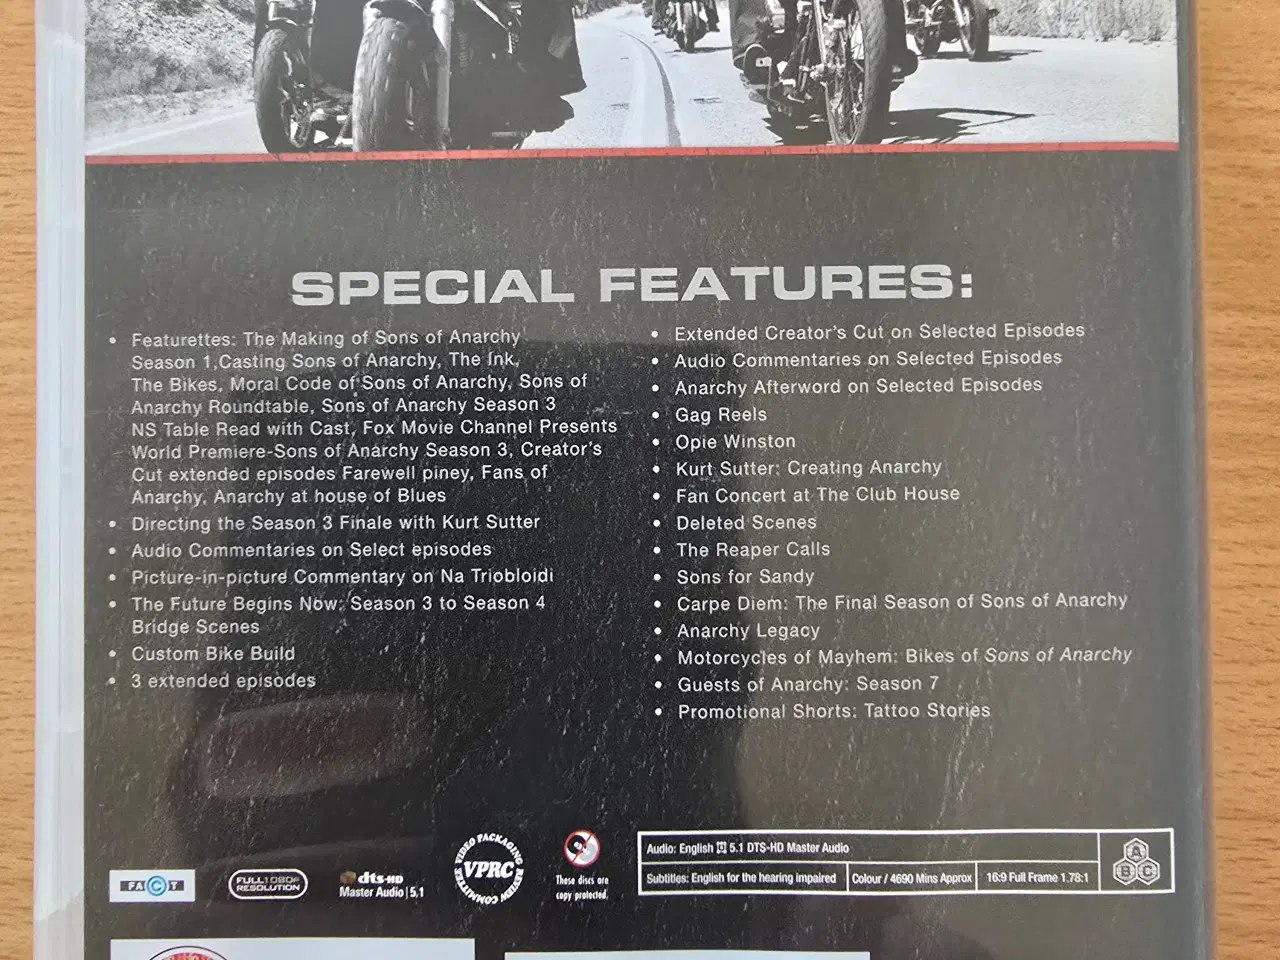 SPECIAL FEATURES:
• Featurettes: The Making of Sons of Anarchy
Season 1,Casting Sons of Anarchy, The Ink,
The Bikes, Moral Code of Sons of Anarchy, Sons of
Anarchy Roundtable, Sons of Anarchy Season 3
NS Table Read with Cast, Fox Movie Channel Presents
World Premiere-Sons of Anarchy Season 3, Creator's
Cut extended episodes Farewell piney, Fans of
Anarchy, Anarchy at house of Blues
• Directing the Season 3 Finale with Kurt Sutter
• Audio Commentaries on Select episodes
• Picture-in-picture Commentary on Na Triobloidi
• The Future Begins Now: Season 3 to Season 4
Bridge Scenes
• Custom Bike Build
• 3 extended episodes
• Extended Creator's Cut on Selected Episodes
• Audio Commentaries on Selected Episodes
• Anarchy Afterword on Selected Episodes
• Gag Reels
• Opie Winston
• Kurt Sutter: Creating Anarchy
• Fan Concert at The Club House
• Deleted Scenes
• The Reaper Calls
• Sons for Sandy
• Carpe Diem: The Final Season of Sons of Anarchy
• Anarchy Legacy
• Motorcycles of Mayhem: Bikes of Sons of Anarchy
• Guests of Anarchy: Season 7
• Promotional Shorts: Tattoo Stories
FACT
FULL 1080P
RESOLUTION
dts-HD
Master Audio | 5.1
VIDEO PACKAGING REVIEW COMMITTEE
VPRC
These discs are
copy protected.
Audio: English 5.1 DTS-HD Master Audio
Subtitles: English for the hearing impaired
Colour / 4690 Mins Approx
16:9 Full Frame 1.78:1
A
B C